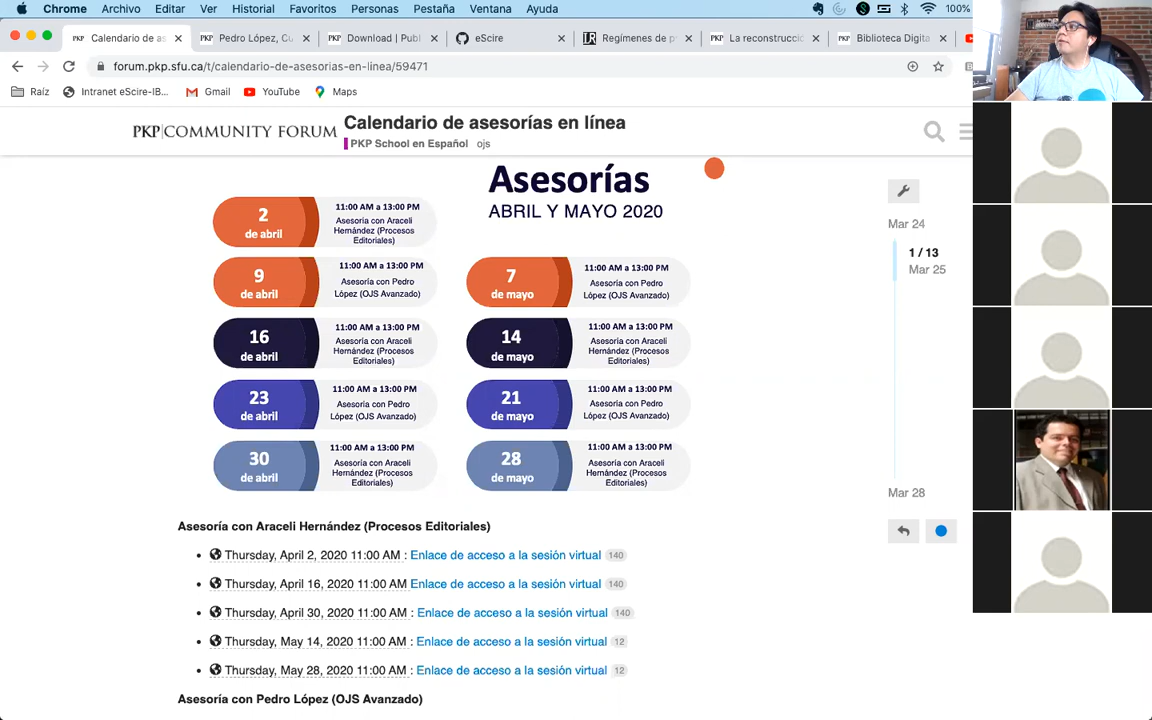 Chrome Archivo Editar Ver Historial Favoritos Personas Pestaña Ventana Ayuda 100%
Calendario de as PKP Pedro López, Cu PKP Download | Publ eScire Regímenes de p PKP La reconstrucci PKP Biblioteca Digita
forum.pkp.sfu.ca/t/calendario-de-asesorias-en-linea/59471
Raíz Intranet eScire-IB... Gmail YouTube Maps
PKP|COMMUNITY FORUM
Calendario de asesorías en línea
PKP School en Español ojs
Asesorías
ABRIL Y MAYO 2020
2
de abril
11:00 AM a 13:00 PM
Asesoría con Araceli
Hernández (Procesos
Editoriales)
9
de abril
11:00 AM a 13:00 PM
Asesoría con Pedro
López (OJS Avanzado)
16
de abril
11:00 AM a 13:00 PM
Asesoría con Araceli
Hernández (Procesos
Editoriales)
23
de abril
11:00 AM a 13:00 PM
Asesoría con Pedro
López (OJS Avanzado)
30
de abril
11:00 AM a 13:00 PM
Asesoría con Araceli
Hernández (Procesos
Editoriales)
7
de mayo
11:00 AM a 13:00 PM
Asesoría con Pedro
López (OJS Avanzado)
14
de mayo
11:00 AM a 13:00 PM
Asesoría con Araceli
Hernández (Procesos
Editoriales)
21
de mayo
11:00 AM a 13:00 PM
Asesoría con Pedro
López (OJS Avanzado)
28
de mayo
11:00 AM a 13:00 PM
Asesoría con Araceli
Hernández (Procesos
Editoriales)
Mar 24
1 / 13
Mar 25
Mar 28
Asesoría con Araceli Hernández (Procesos Editoriales)
Thursday, April 2, 2020 11:00 AM : Enlace de acceso a la sesión virtual 140
Thursday, April 16, 2020 11:00 AM Enlace de acceso a la sesión virtual 140
Thursday, April 30, 2020 11:00 AM : Enlace de acceso a la sesión virtual 140
Thursday, May 14, 2020 11:00 AM : Enlace de acceso a la sesión virtual 12
Thursday, May 28, 2020 11:00 AM : Enlace de acceso a la sesión virtual 12
Asesoría con Pedro López (OJS Avanzado)